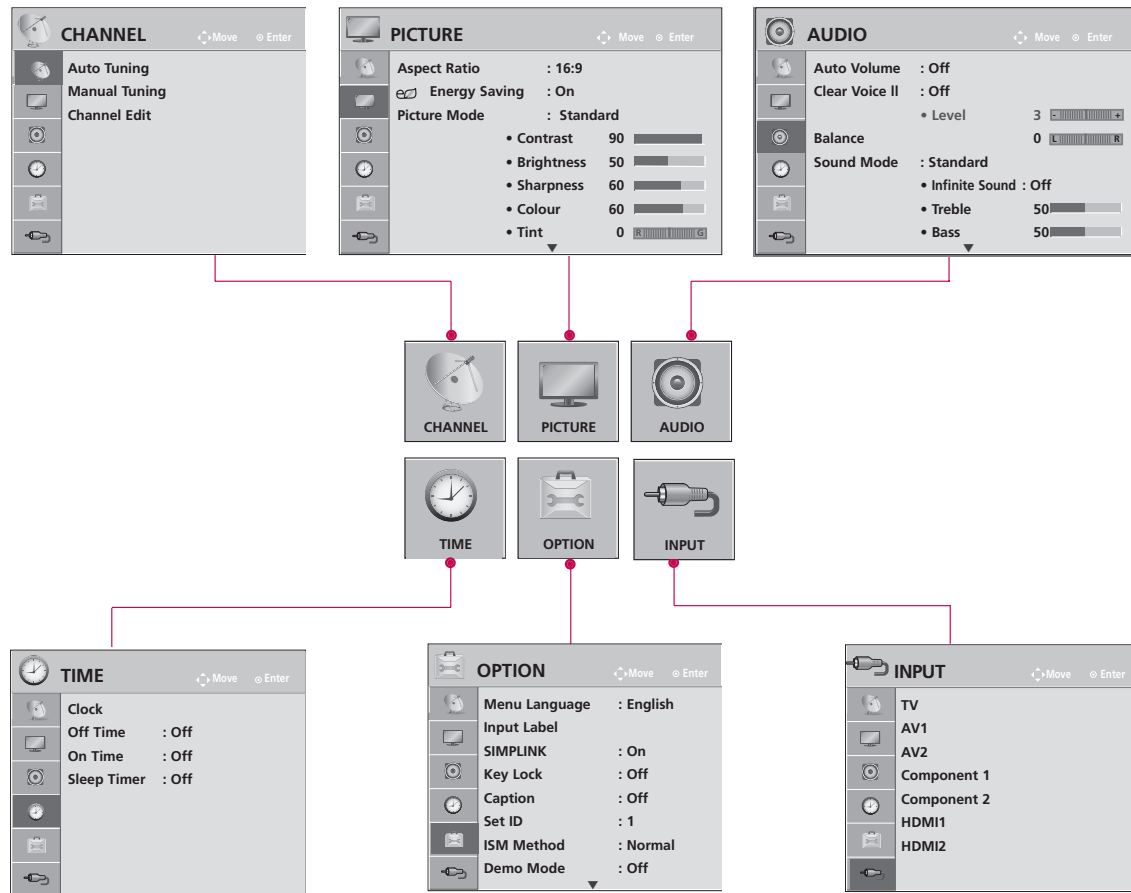 CHANNEL Move Enter
Auto Tuning
Manual Tuning
Channel Edit
PICTURE Move Enter
Aspect Ratio : 16:9
Energy Saving : On
Picture Mode : Standard
• Contrast 90
• Brightness 50
• Sharpness 60
• Colour 60
• Tint 0 R G
AUDIO Move Enter
Auto Volume : Off
Clear Voice ll : Off
• Level 3 - +
Balance 0 L R
Sound Mode : Standard
• Infinite Sound : Off
• Treble 50
• Bass 50
CHANNEL
PICTURE
AUDIO
TIME
OPTION
INPUT
TIME Move Enter
Clock
Off Time : Off
On Time : Off
Sleep Timer : Off
OPTION Move Enter
Menu Language : English
Input Label
SIMPLINK : On
Key Lock : Off
Caption : Off
Set ID : 1
ISM Method : Normal
Demo Mode : Off
INPUT Move Enter
TV
AV1
AV2
Component 1
Component 2
HDMI1
HDMI2